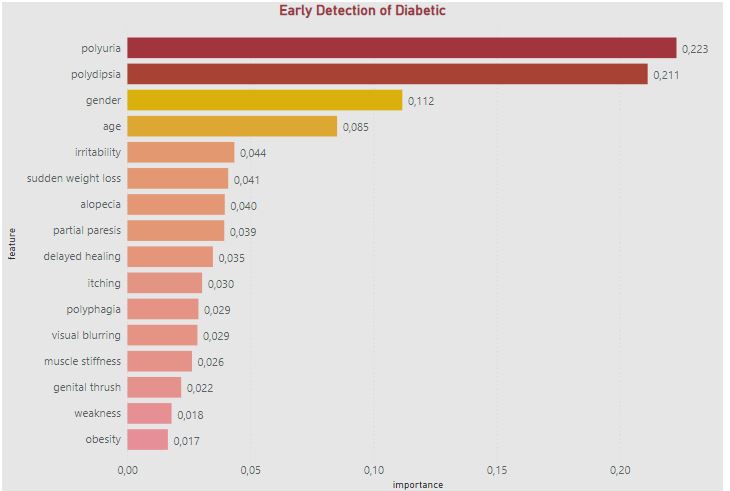 Early Detection of Diabetic
feature
polyuria 0,223
polydipsia 0,211
gender 0,112
age 0,085
irritability 0,044
sudden weight loss 0,041
alopecia 0,040
partial paresis 0,039
delayed healing 0,035
itching 0,030
polyphagia 0,029
visual blurring 0,029
muscle stiffness 0,026
genital thrush 0,022
weakness 0,018
obesity 0,017
0,00 0,05 0,10 0,15 0,20
importance